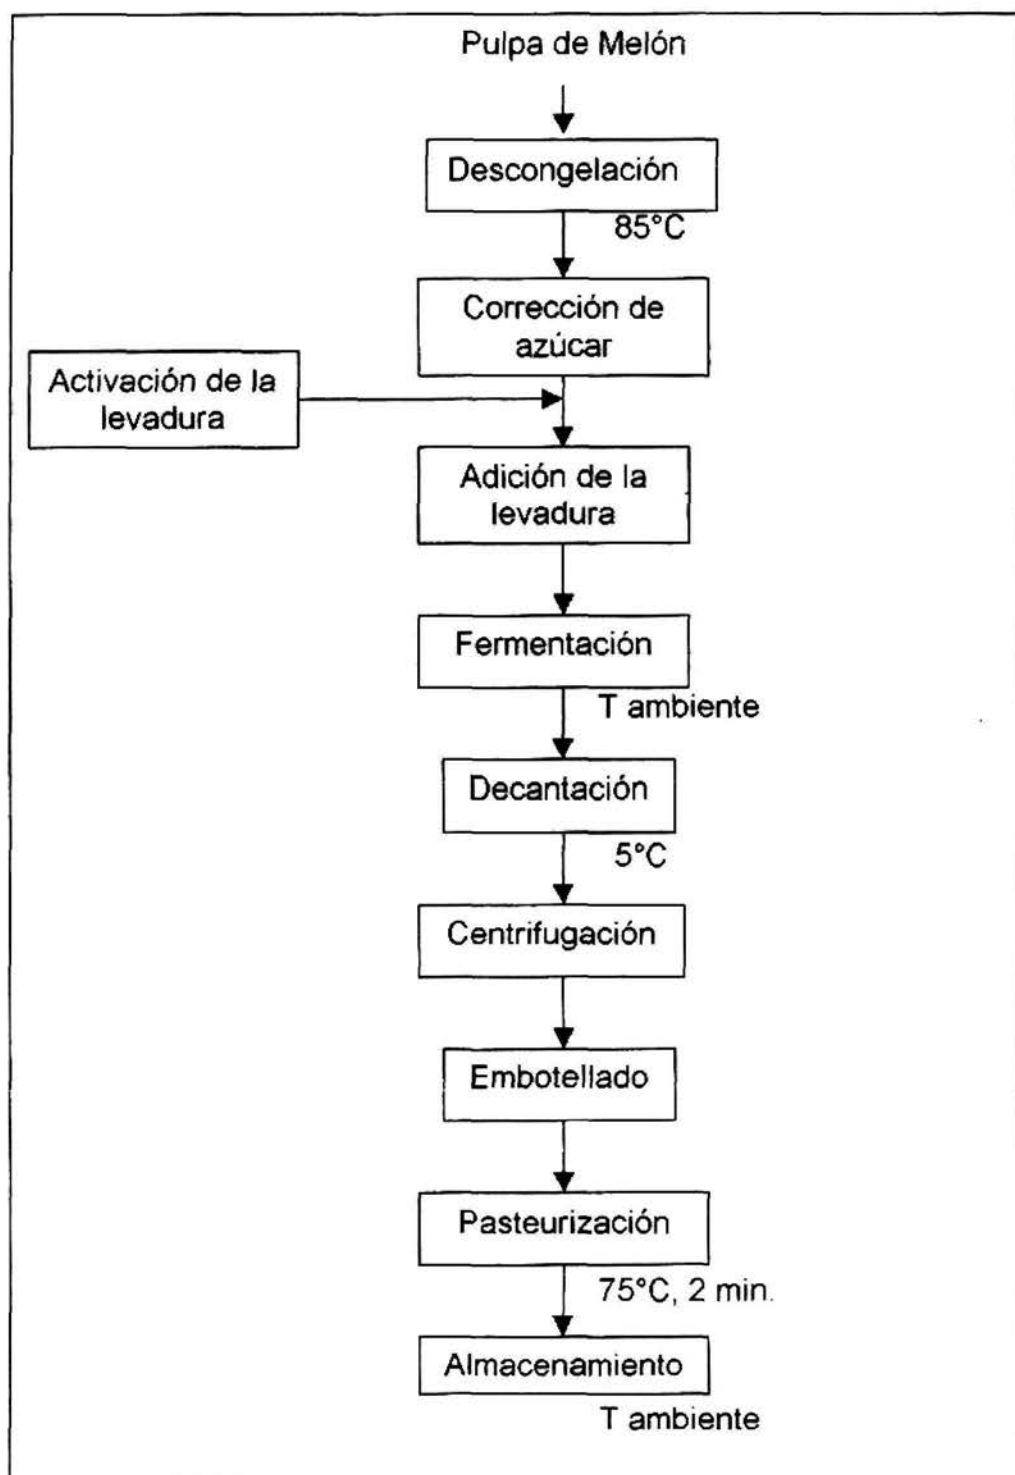 Pulpa de Melón
Descongelación
85°C
Corrección de
azúcar
Activación de la
levadura
Adición de la
levadura
Fermentación
T ambiente
Decantación
5°C
Centrifugación
Embotellado
Pasteurización
75°C, 2 min.
Almacenamiento
T ambiente